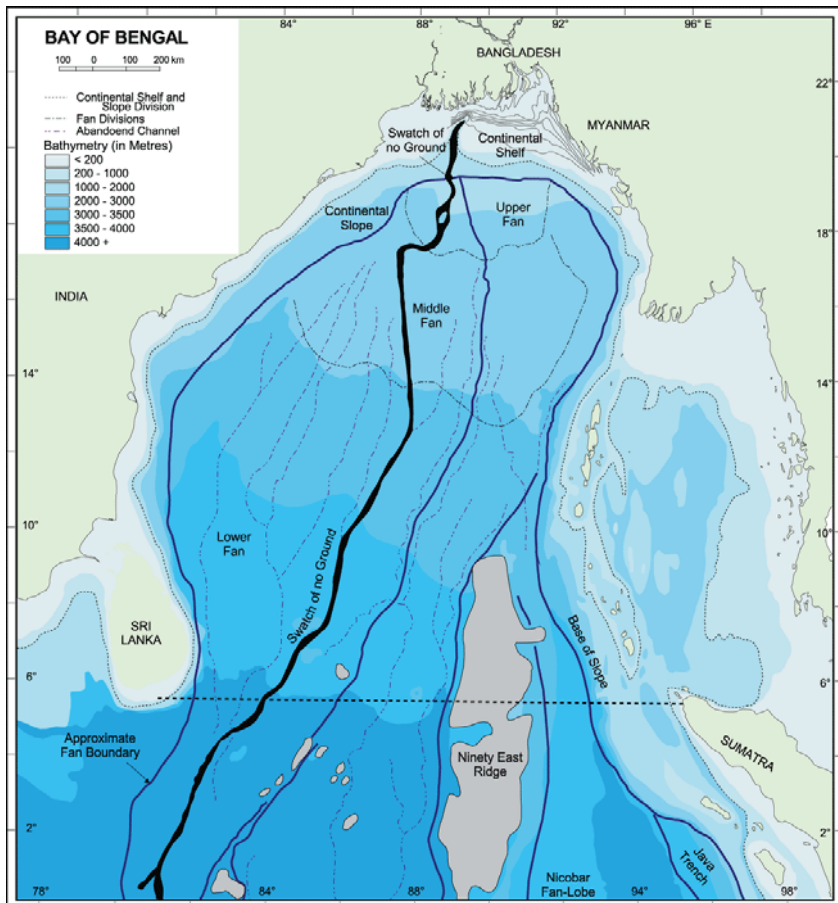 84°
88°
92°
96° E
BAY OF BENGAL
100 0 100 200 km
Continental Shelf and
Slope Division
Fan Divisions
Abandoend Channel
Bathymetry (in Metres)
< 200
200 - 1000
1000 - 2000
2000 - 3000
3000 - 3500
3500 - 4000
4000 +
BANGLADESH
22°
MYANMAR
Swatch of
no Ground
Continental
Shelf
Continental
Slope
Upper
Fan
18°
18°
INDIA
Middle
Fan
14°
14°
10°
10°
Lower
Fan
Swatch of no Ground
SRI
LANKA
Base of Slope
6°
6°
Approximate
Fan Boundary
Ninety East
Ridge
SUMATRA
2°
2°
Java
Trench
Nicobar
Fan-Lobe
78°
84°
88°
94°
98°